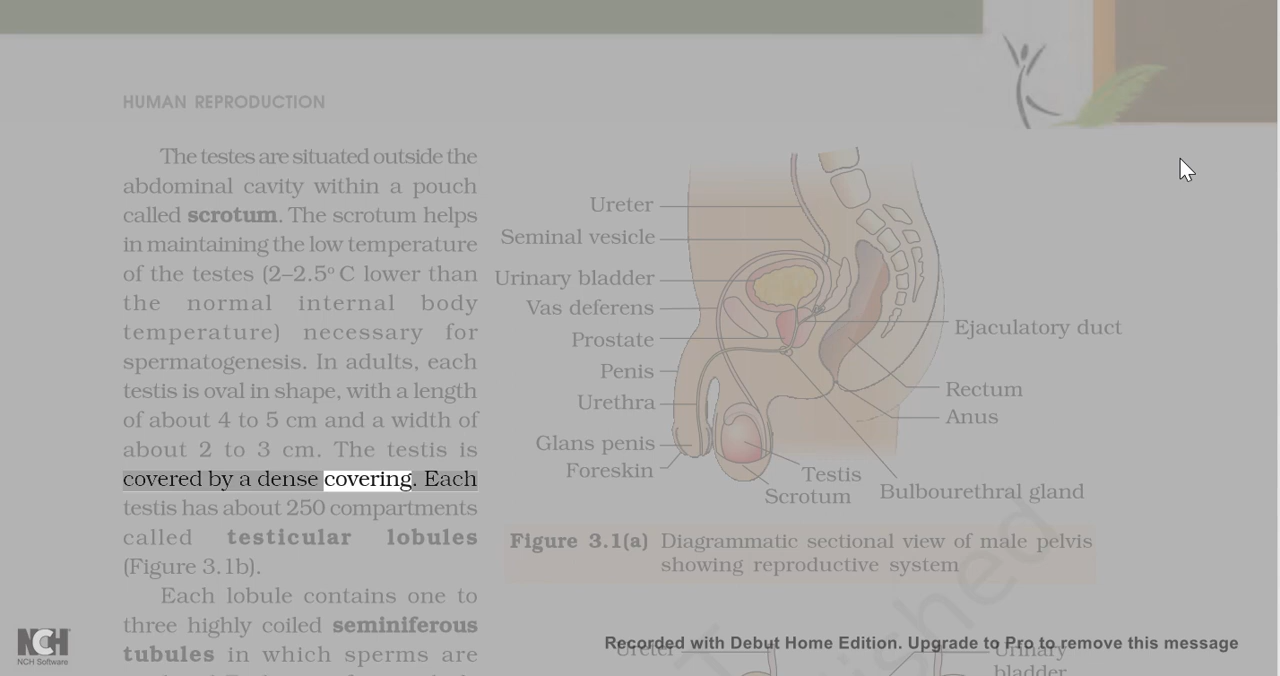 HUMAN REPRODUCTION
The testes are situated outside the
abdominal cavity within a pouch
called scrotum. The scrotum helps
in maintaining the low temperature
of the testes (2–2.5° C lower than
the normal internal body
temperature) necessary for
spermatogenesis. In adults, each
testis is oval in shape, with a length
of about 4 to 5 cm and a width of
about 2 to 3 cm. The testis is
covered by a dense covering. Each
testis has about 250 compartments
called testicular lobules
(Figure 3.1b).
Each lobule contains one to
three highly coiled seminiferous
tubules in which sperms are
Ureter
Seminal vesicle
Urinary bladder
Vas deferens
Prostate
Penis
Urethra
Glans penis
Foreskin
Ejaculatory duct
Rectum
Anus
Testis
Scrotum
Bulbourethral gland
Figure 3.1(a) Diagrammatic sectional view of male pelvis
showing reproductive system
Ureter
Urinary
bladder
NCH
NCH Software
Recorded with Debut Home Edition. Upgrade to Pro to remove this message